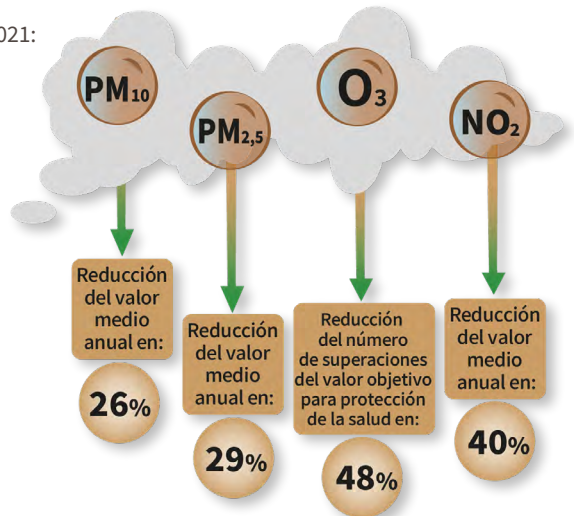 021:
PM10
PM2,5
O3
NO2
Reducción
del valor
medio
anual en:
26%
Reducción
del valor
medio
anual en:
29%
Reducción
del número
de superaciones
del valor objetivo
para protección
de la salud en:
48%
Reducción
del valor
medio
anual en:
40%